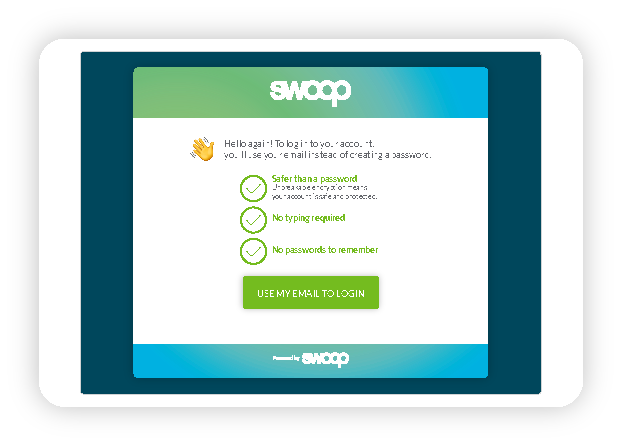 swoop
Hello again! To log in to your account,
you'll use your email instead of creating a password.
Safer than a password
Unbreakable encryption means
your account is safe and protected.
No typing required
No passwords to remember
USE MY EMAIL TO LOGIN
Powered by swoop